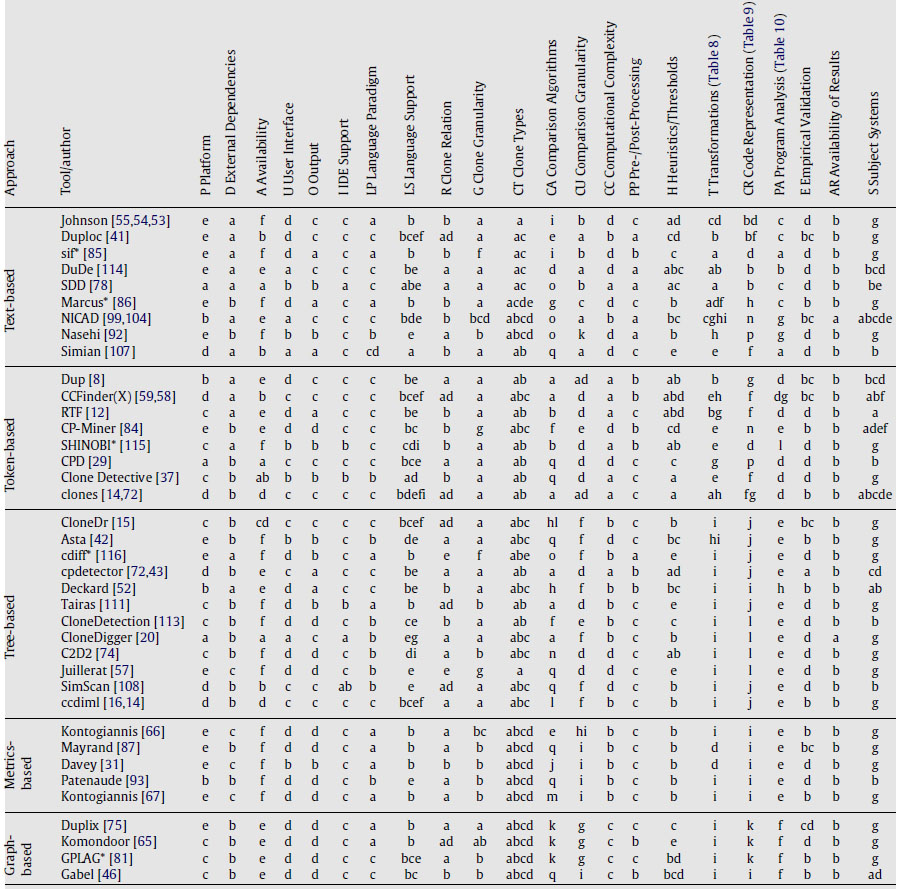 Approach Tool/author P Platform D External Dependencies A Availability U User Interface O Output I IDE Support LP Language Paradigm LS Language Support R Clone Relation G Clone Granularity CT Clone Types CA Comparison Algorithms CU Comparison Granularity CC Computational Complexity PP Pre-/Post-Processing H Heuristics/Thresholds T Transformations (Table 8) CR Code Representation (Table 9) PA Program Analysis (Table 10) E Empirical Validation AR Availability of Results S Subject Systems
Text-based
Johnson [55,54,53] e a f d c c a b b a a i b d c ad cd bd c d b g
Duploc [41] e a b d c c c bcef ad a ac e a b a cd b bf c bc b g
sif* [85] e a f d a c a b b f ac i b d b c a d a d b g
DuDe [114] e a e a c c c be a a ac d a d a abc ab b b d b bcd
SDD [78] a a a b b a c abe a a ac o b a a ac a b c d b be
Marcus* [86] e b f d a c a b b a acde g c d c b adf h c b b g
NICAD [99,104] b a e a c c c bde b bcd abcd o a b a bc cghi n g bc a abcde
Nasehi [92] e b f b b c b e a b abcd o k d a b h p g d b g
Simian [107] d a b a a c cd a b a ab q a d c e e f a d b b
Token-based
Dup [8] b a e d c c c be a a ab a ad a b ab b g d bc b bcd
CCFinder(X) [59,58] d a b c c c c bcef ad a abc a d a b abd eh f dg bc b abf
RTF [12] c a e d a c c be b a ab b d a c abd bg f d d b a
CP-Miner [84] e b e d d c c bc b g abc f e d b cd e n e b b adef
SHINOBI* [115] c a f b b b c cdi b a ab b d a b ab e d l d b g
CPD [29] a b a c c c c bce a a ab q d d c c g p d d b b
Clone Detective [37] c b ab b b b b ad b a ab q d a c a e f d d b g
clones [14,72] d b d c c c c bdefi ad a ab a ad a c a ah fg d b b abcde
Tree-based
CloneDr [15] c b cd c c c c bcef ad a abc hl f b c b i j e bc b g
Asta [42] e b f b b c b de a a abc q f d c bc hi j e b b g
cdiff* [116] e a f d b c a b e f abe o f b a e i j e d b g
cpdetector [72,43] d b e c a c c be a a ab a d a b ad i j e a b cd
Deckard [52] b a e d a c c be b a abc h f b b bc i i h b b ab
Tairas [111] c b f d b b a b ad b ab a d b c e i j e d b g
CloneDetection [113] c b f d d c b ce b a ab f e b c c i l e d b b
CloneDigger [20] a b a a c a b eg a a abc a f b c b i l e d a g
C2D2 [74] c b f d d c b di a b abc n d d c ab i l e d b g
Juillerat [57] e c f d d c b e e g a q d d c e i l e d b g
SimScan [108] d b b c c ab b e ad a abc q f d c b i j e d b b
ccdiml [16,14] d b d c c c c bcef a a abc l f b c b i j e b b g
Metrics-based
Kontogiannis [66] e c f d d c a b a bc abcd e hi b c b i i e b b g
Mayrand [87] e b f d d c a b a b abcd q i b c b d i e bc b g
Davey [31] e c f b b c a b b b abcd j i b c b d i e d b g
Patenaude [93] b b f d d c b e a b abcd q i b c b i i e d b b
Kontogiannis [67] e c f d d c a b a b abcd m i b c b i i e b b g
Graph-based
Duplix [75] e b e d d c a b a a abcd k g c c c i k f cd b g
Komondoor [65] c b e d d c a b ad ab abcd k g c b e i k f d b g
GPLAG* [81] c b e d d c c bce a b abcd k g c c bd i k f b b g
Gabel [46] c b e d d c c bc b b abcd q i c b bcd i i f b b ad